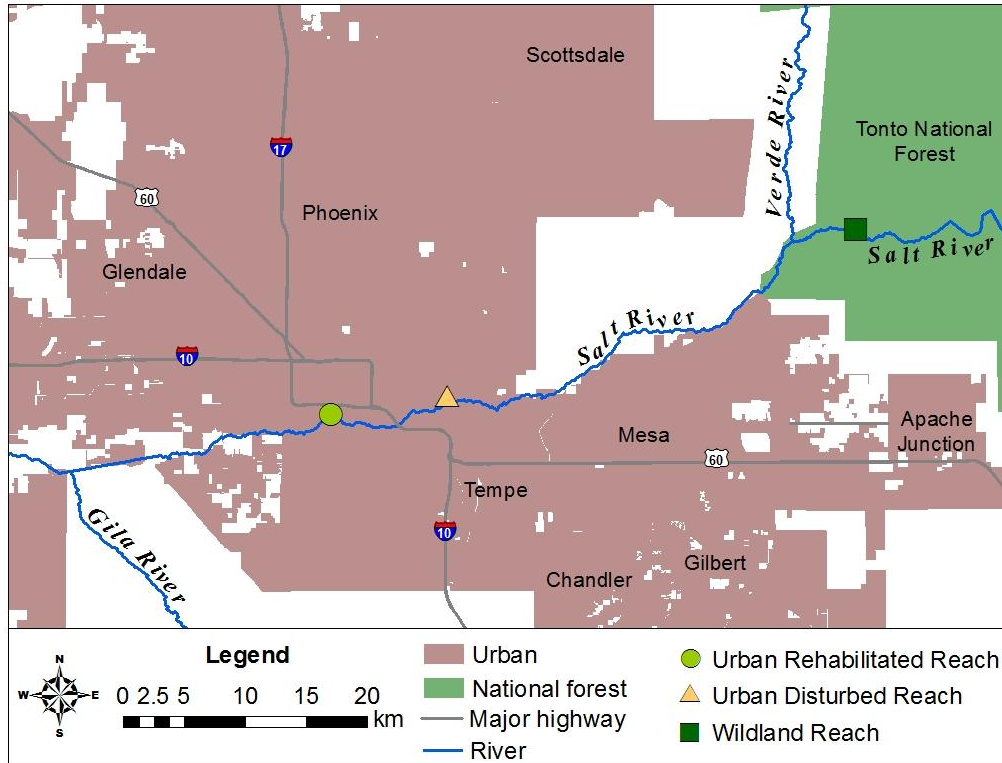 Scottsdale
Verde River
Tonto National
Forest
17
60
Phoenix
Glendale
Salt River
Salt River
10
Apache
Junction
Mesa
60
Tempe
10
Gila River
Gilbert
Chandler
N
W E
S
Legend
0 2.5 5 10 15 20
km
Urban
National forest
Major highway
River
Urban Rehabilitated Reach
Urban Disturbed Reach
Wildland Reach